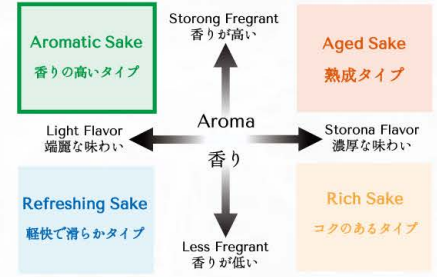 Storong Fregrant
香りが高い
Aromatic Sake
香りの高いタイプ
Aged Sake
熟成タイプ
Aroma
香り
Light Flavor
端麗な味わい
Storona Flavor
濃厚な味わい
Refreshing Sake
軽快で滑らかタイプ
Rich Sake
コクのあるタイプ
Less Fregrant
香りが低い